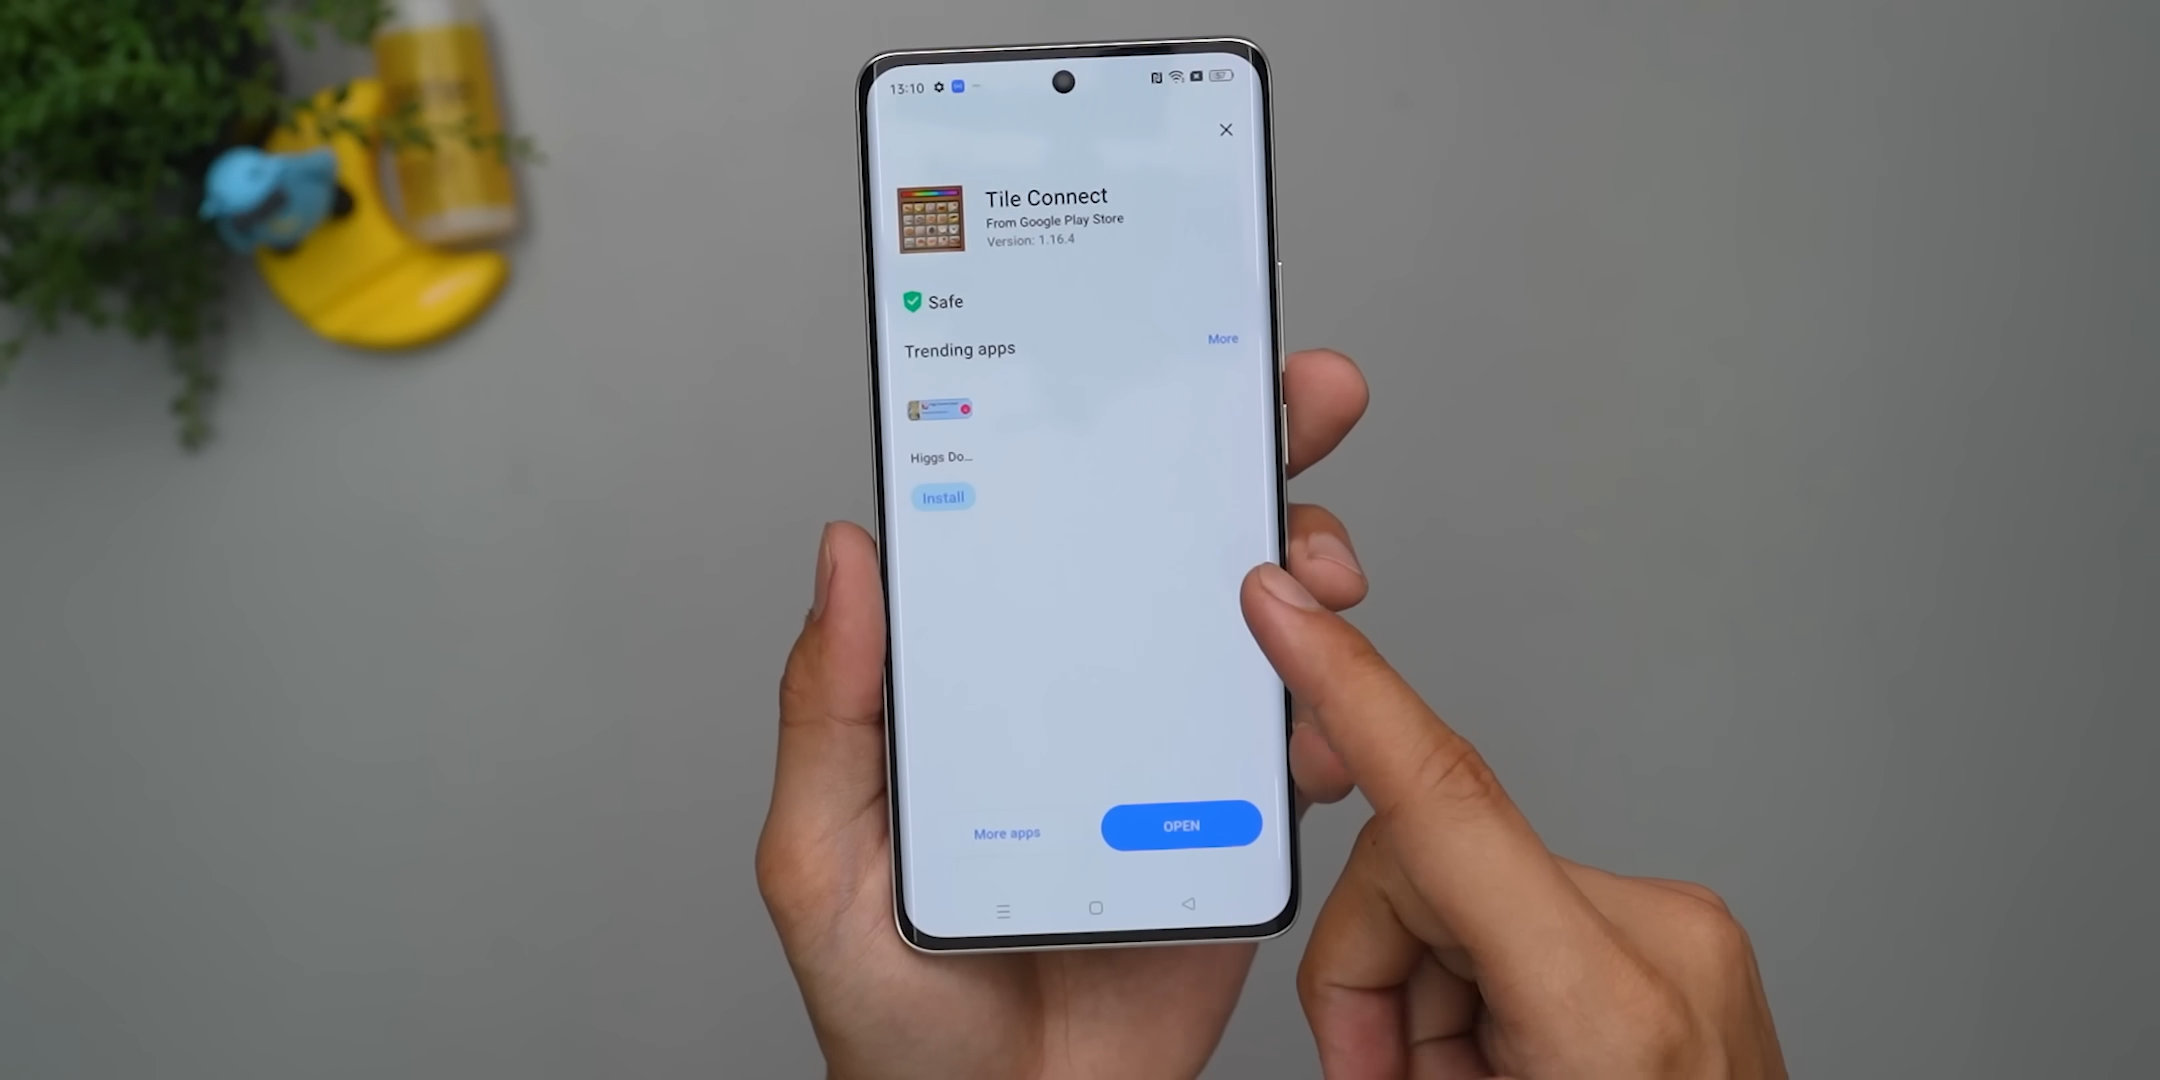 13:10
57
Tile Connect
From Google Play Store
Version: 1.16.4
Safe
Trending apps
More
Higgs Do...
Install
More apps
OPEN